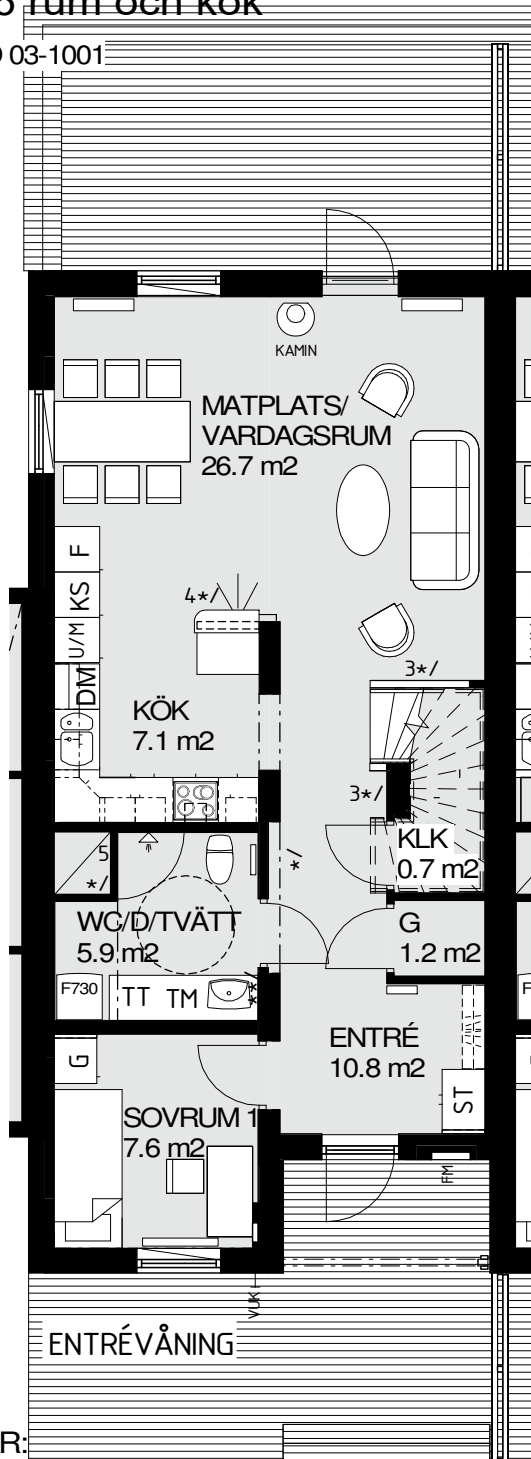 rum och kök
03-1001
KAMIN
MATPLATS/
VARDAGSRUM
26.7 m2
F
KS
U/M
DM
4*/
3*/
KÖK
7.1 m2
3*/
KLK
0.7 m2
5
*/
*/
WC/D/TVÄTT
5.9 m2
G
1.2 m2
F730
TT
TM
**/
ENTRÉ
10.8 m2
G
ST
SOVRUM 1
7.6 m2
FM
VUK
ENTRÉVÅNING
R: